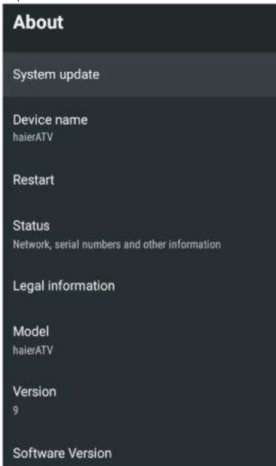 About
System update
Device name
haierATV
Restart
Status
Network, serial numbers and other information
Legal information
Model
haierATV
Version
9
Software Version